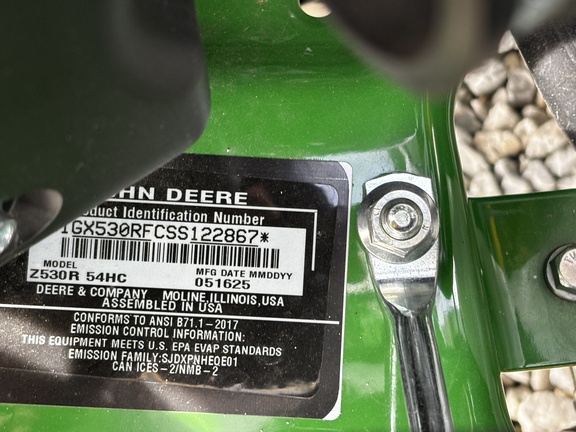 HN DEERE
duct Identification Number
1GX530RFCSS122867*
MODEL
Z530R 54HC
MFG DATE MMDDYY
051625
DEERE & COMPANY MOLINE,ILLINOIS,USA
ASSEMBLED IN USA
CONFORMS TO ANSI B71.1-2017
EMISSION CONTROL INFORMATION:
THIS EQUIPMENT MEETS U.S. EPA EVAP STANDARDS
EMISSION FAMILY:SJDXPNHEQE01
CAN ICES-2/NMB-2